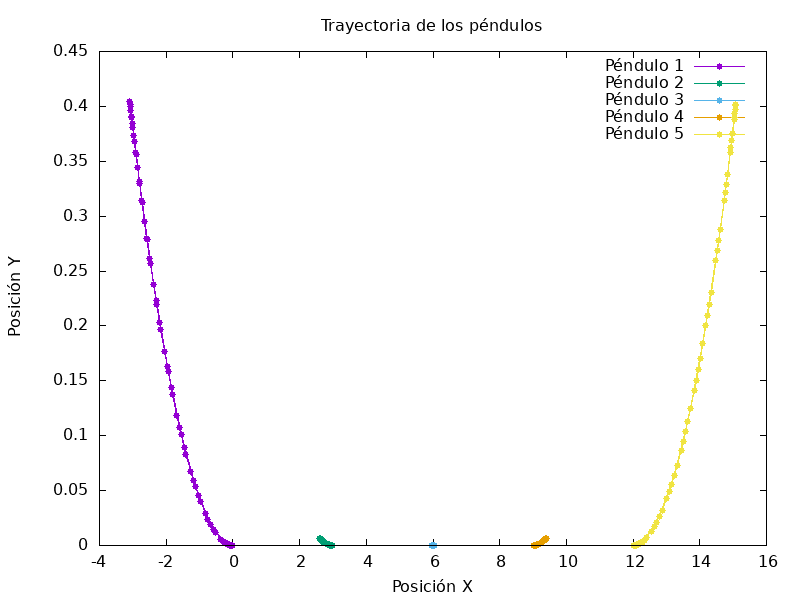 Trayectoria de los péndulos
0.45
0.4
0.35
0.3
0.25
0.2
0.15
0.1
0.05
0
Posición Y
Péndulo 1
Péndulo 2
Péndulo 3
Péndulo 4
Péndulo 5
-4 -2 0 2 4 6 8 10 12 14 16
Posición X